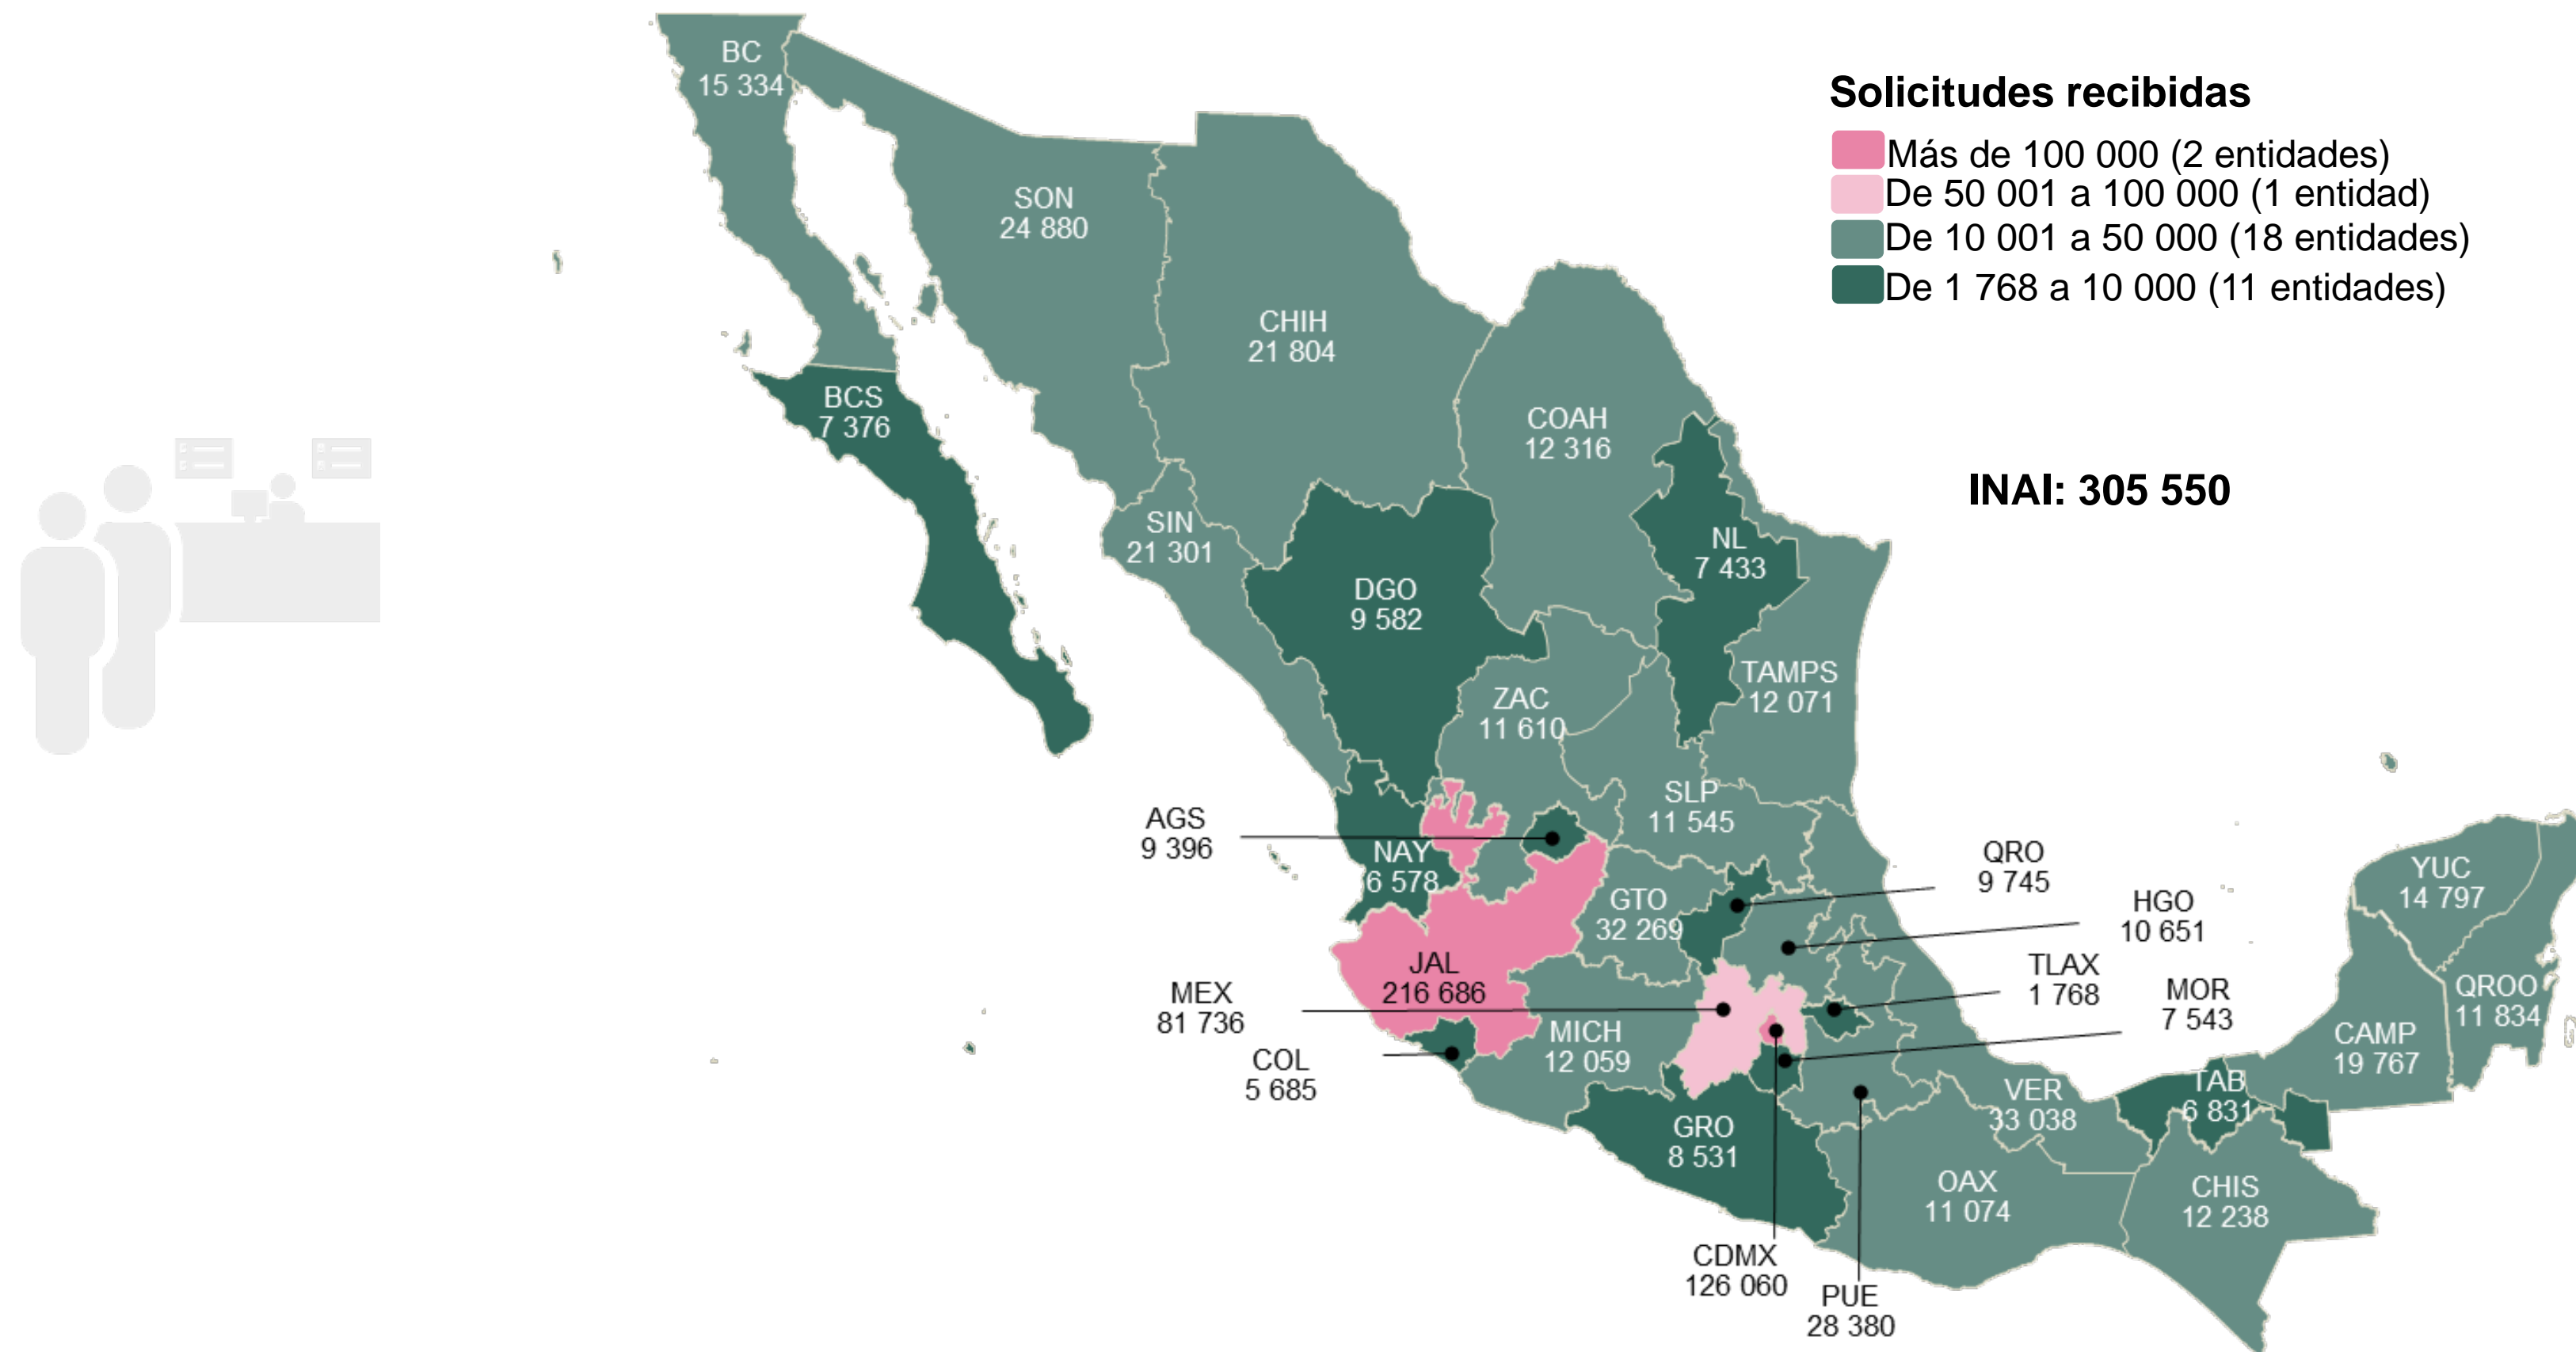 Solicitudes recibidas
Más de 100 000 (2 entidades)
De 50 001 a 100 000 (1 entidad)
De 10 001 a 50 000 (18 entidades)
De 1 768 a 10 000 (11 entidades)
INAI: 305 550
BC
15 334
SON
24 880
CHIH
21 804
BCS
7 376
COAH
12 316
SIN
21 301
NL
7 433
DGO
9 582
TAMPS
12 071
ZAC
11 610
SLP
11 545
AGS
9 396
NAY
6 578
QRO
9 745
GTO
32 269
HGO
10 651
YUC
14 797
JAL
216 686
MEX
81 736
TLAX
1 768
MOR
7 543
QROO
11 834
COL
5 685
MICH
12 059
CAMP
19 767
VER
33 038
TAB
6 831
GRO
8 531
OAX
11 074
CHIS
12 238
CDMX
126 060
PUE
28 380